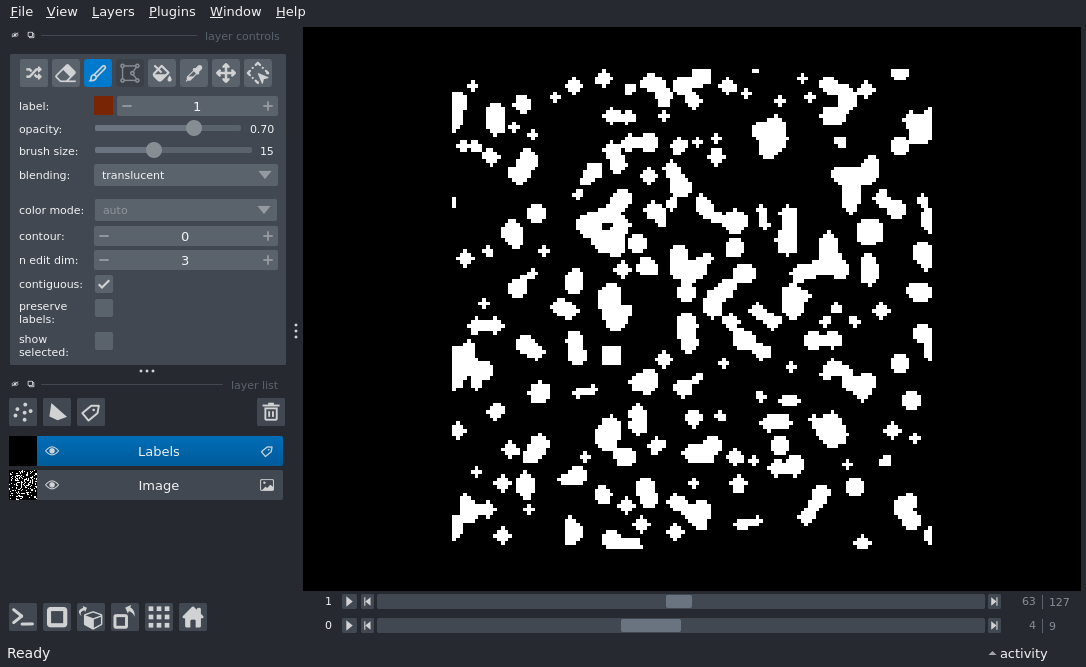 File View Layers Plugins Window Help
layer controls
label: 1
opacity: 0.70
brush size: 15
blending: translucent
color mode: auto
contour: 0
n edit dim: 3
contiguous:
preserve
labels:
show
selected:
layer list
Labels
Image
1 63 127
0 4 9
Ready activity